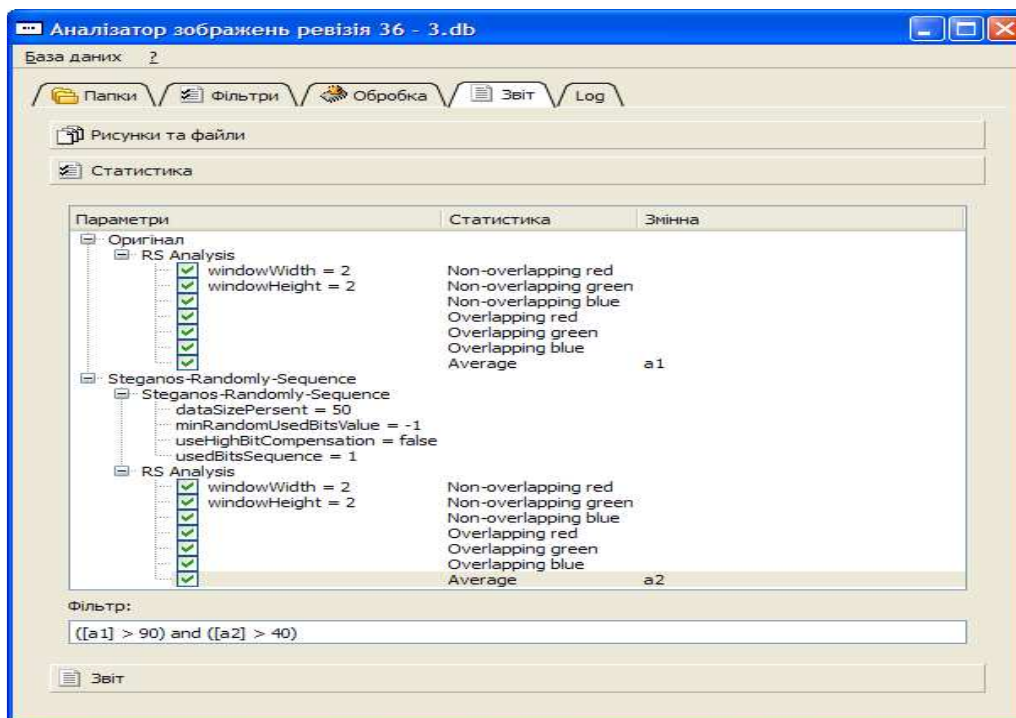 Аналізатор зображень ревізія 36 - 3.db
База даних ?
Папки Фільтри Обробка Звіт Log
Рисунки та файли
Статистика
Параметри Статистика Змінна
Оригінал
RS Analysis
windowWidth = 2 Non-overlapping red
windowHeight = 2 Non-overlapping green
Non-overlapping blue
Overlapping red
Overlapping green
Overlapping blue
Average a1
Steganos-Randomly-Sequence
Steganos-Randomly-Sequence
dataSizePersent = 50
minRandomUsedBitsValue = -1
useHighBitCompensation = false
usedBitsSequence = 1
RS Analysis
windowWidth = 2 Non-overlapping red
windowHeight = 2 Non-overlapping green
Non-overlapping blue
Overlapping red
Overlapping green
Overlapping blue
Average a2
Фільтр:
([a1] > 90) and ([a2] > 40)
Звіт